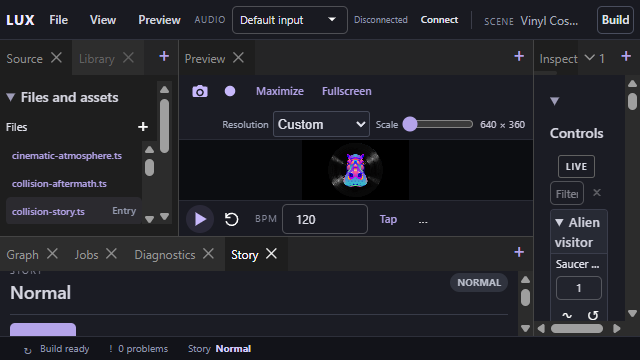 LUX File View Preview AUDIO Default input Disconnected Connect SCENE Vinyl Cos... Build
Source Library +
Preview +
Inspect 1 +
Files and assets
Files +
cinematic-atmosphere.ts
collision-aftermath.ts
collision-story.ts Entry
Maximize Fullscreen
Resolution Custom Scale 640 × 360
BPM 120 Tap ...
Controls
LIVE
Filter
Alien visitor
Saucer ...
1
Graph Jobs Diagnostics Story +
STORY
Normal NORMAL
Build ready ! 0 problems Story Normal